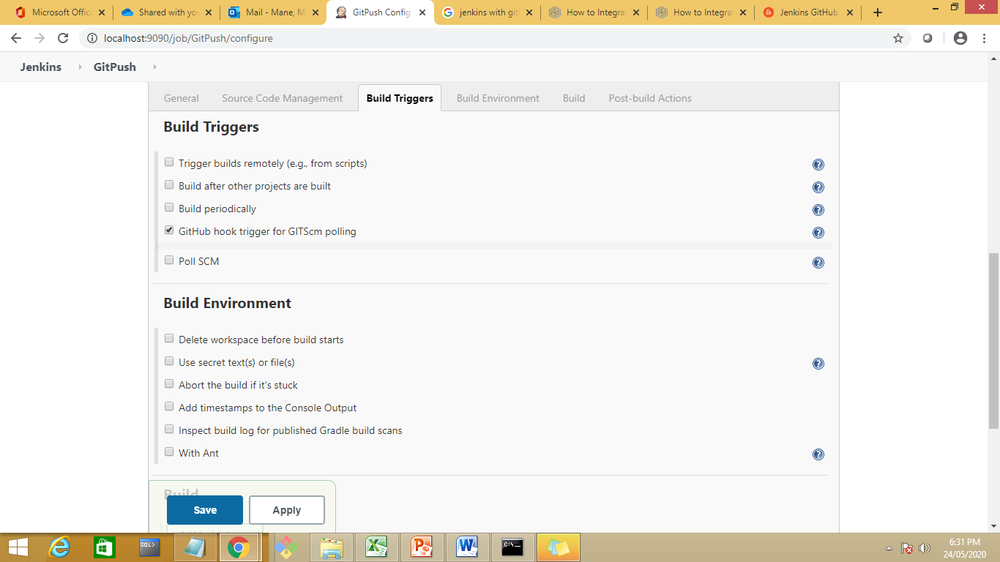 Microsoft Offic
Shared with you
Mail - Mane, M
GitPush Config
jenkins with git
How to Integrat
How to Integrat
Jenkins GitHub
localhost:9090/job/GitPush/configure
Jenkins GitPush
General Source Code Management Build Triggers Build Environment Build Post-build Actions
Build Triggers
Trigger builds remotely (e.g., from scripts)
Build after other projects are built
Build periodically
GitHub hook trigger for GITScm polling
Poll SCM
Build Environment
Delete workspace before build starts
Use secret text(s) or file(s)
Abort the build if it's stuck
Add timestamps to the Console Output
Inspect build log for published Gradle build scans
With Ant
Build
Save Apply
SQL>
C:\
6:31 PM
24/05/2020